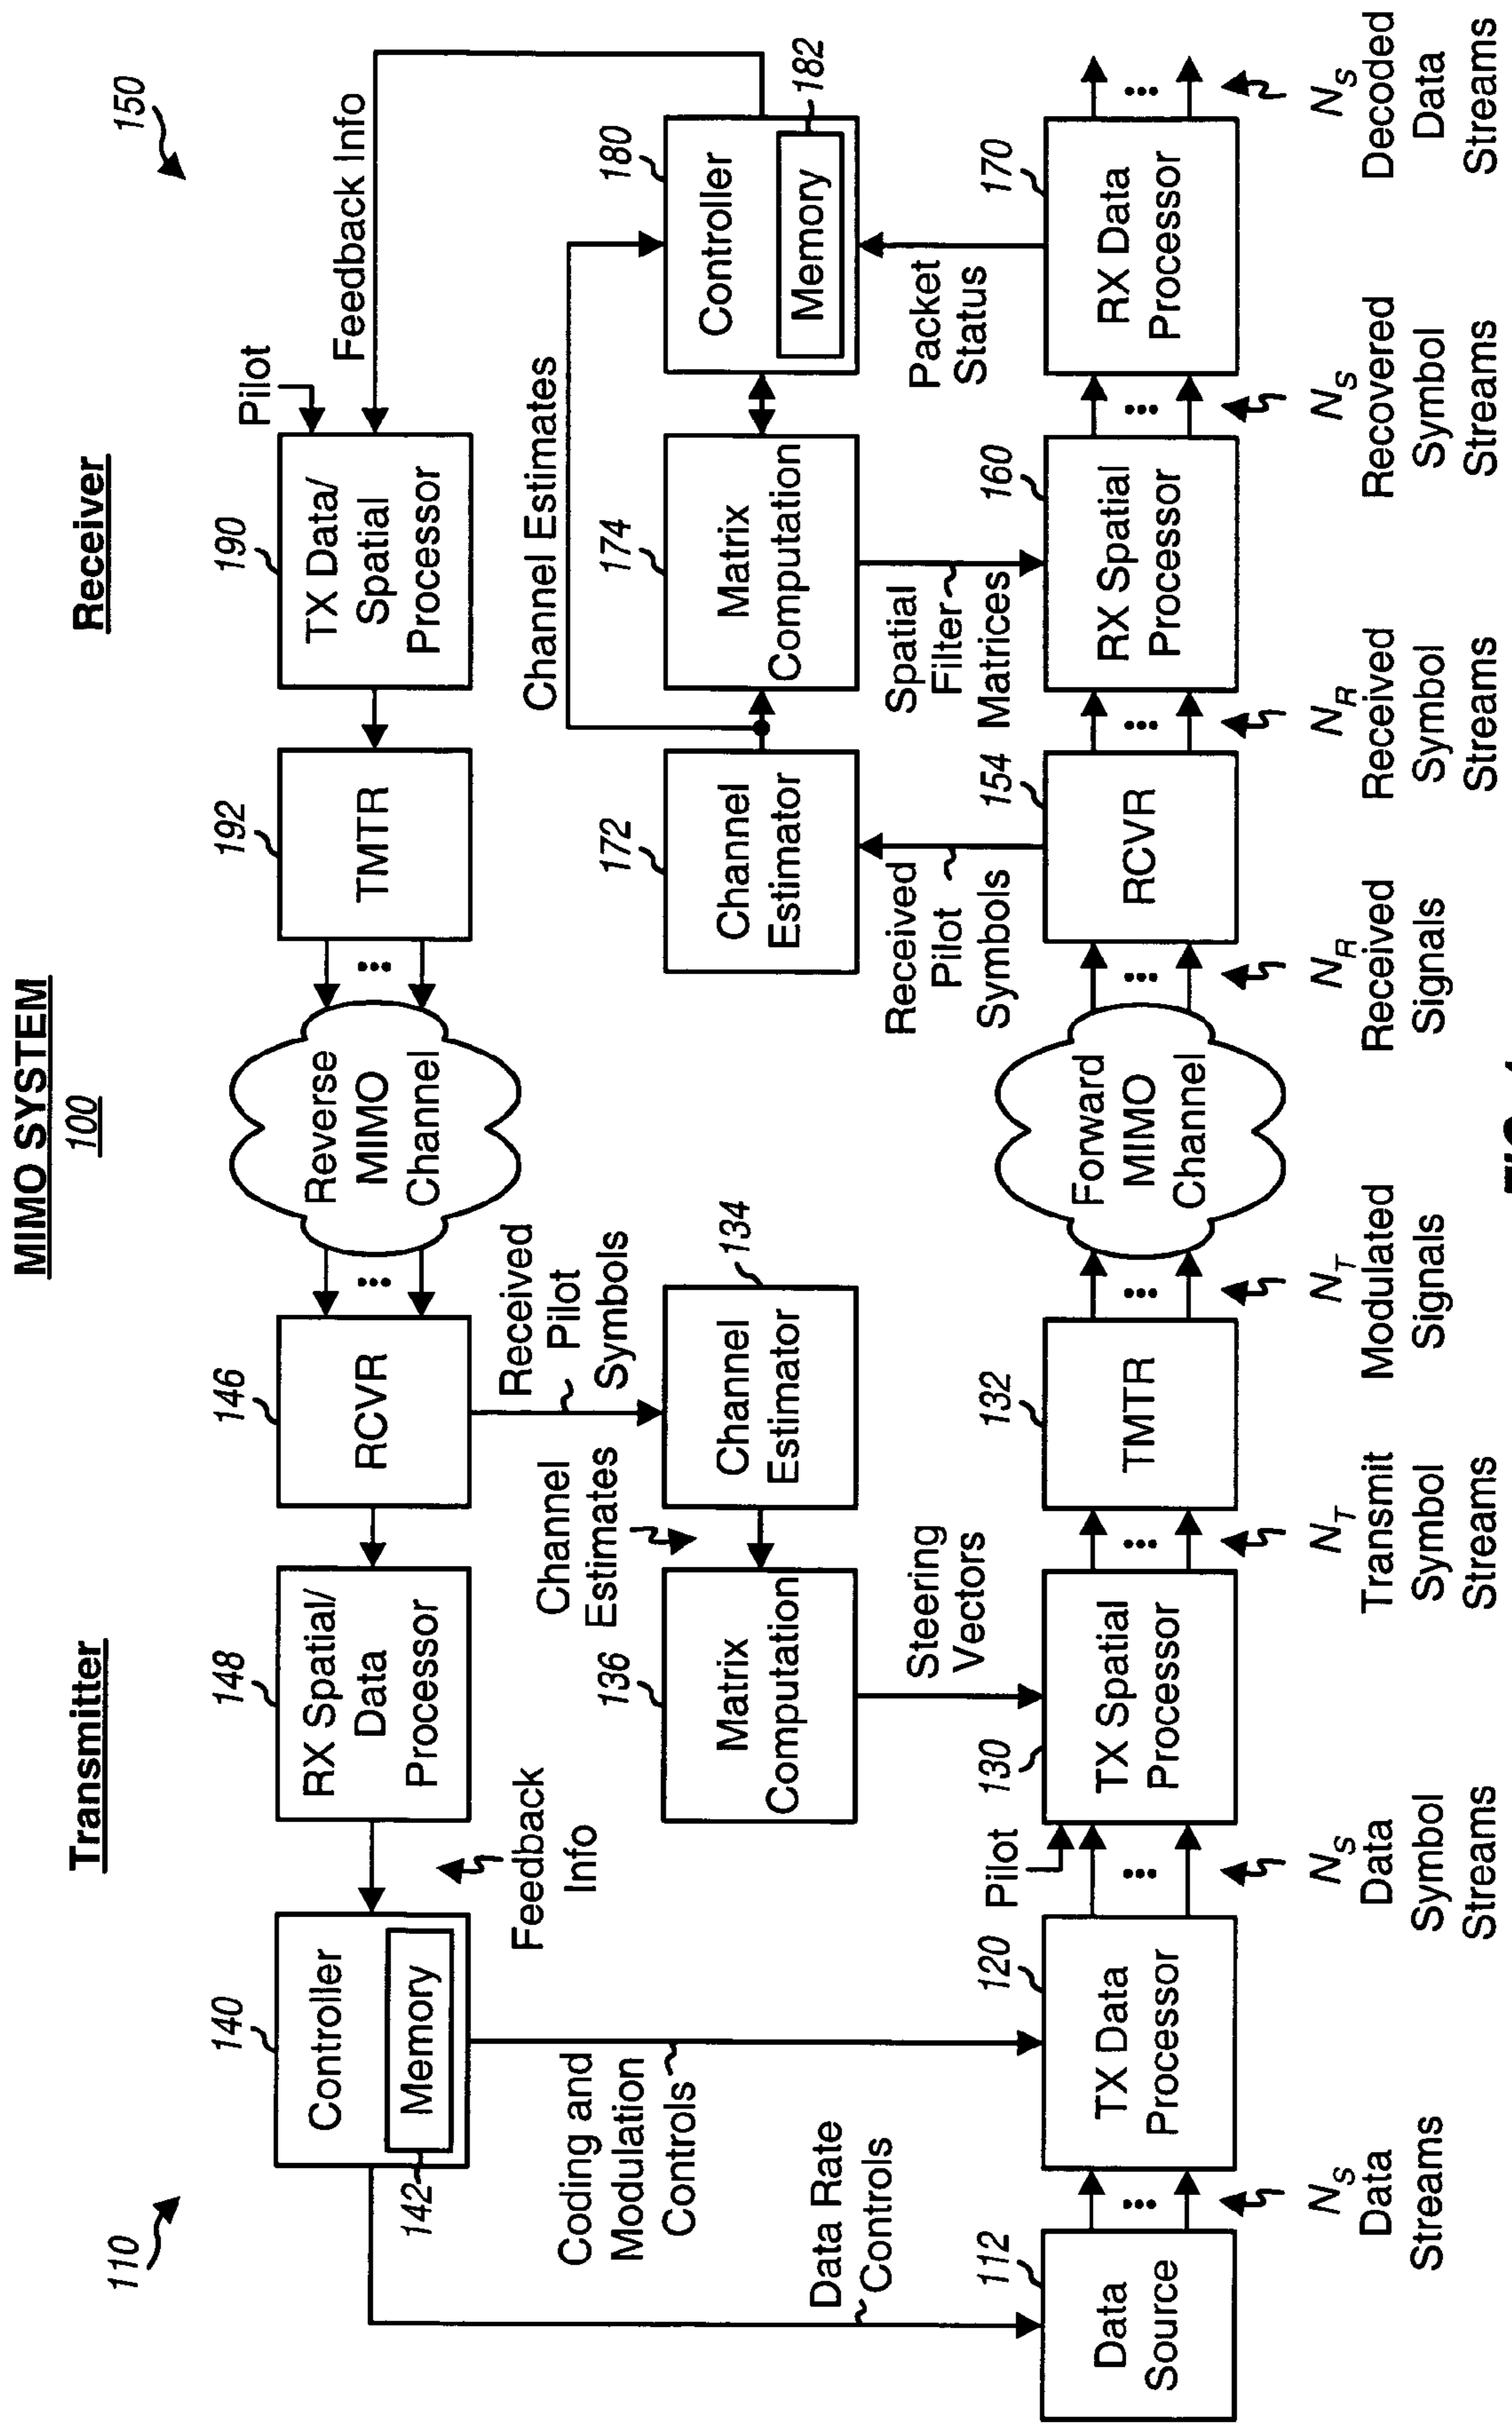 MIMO SYSTEM
100
Transmitter
Receiver
110
150
140
Controller
Memory
142
148
RX Spatial/
Data
Processor
146
RCVR
Reverse
MIMO
Channel
192
TMTR
190
TX Data/
Spatial
Processor
Pilot
Feedback Info
Feedback
Info
Received
Pilot
Symbols
Channel
Estimates
136
Matrix
Computation
Channel
Estimator
134
172
Channel
Estimator
Channel Estimates
174
Matrix
Computation
180
Controller
Memory
182
Coding and
Modulation
Controls
Data Rate
Controls
Steering
Vectors
Received
Pilot
Symbols
Spatial
Filter
Matrices
Packet
Status
112
Data
Source
120
TX Data
Processor
Pilot
130
TX Spatial
Processor
132
TMTR
Forward
MIMO
Channel
154
RCVR
160
RX Spatial
Processor
170
RX Data
Processor
NS
Data
Streams
NS
Data
Symbol
Streams
NT
Transmit
Symbol
Streams
NT
Modulated
Signals
NR
Received
Signals
NR
Received
Symbol
Streams
NS
Recovered
Symbol
Streams
NS
Decoded
Data
Streams